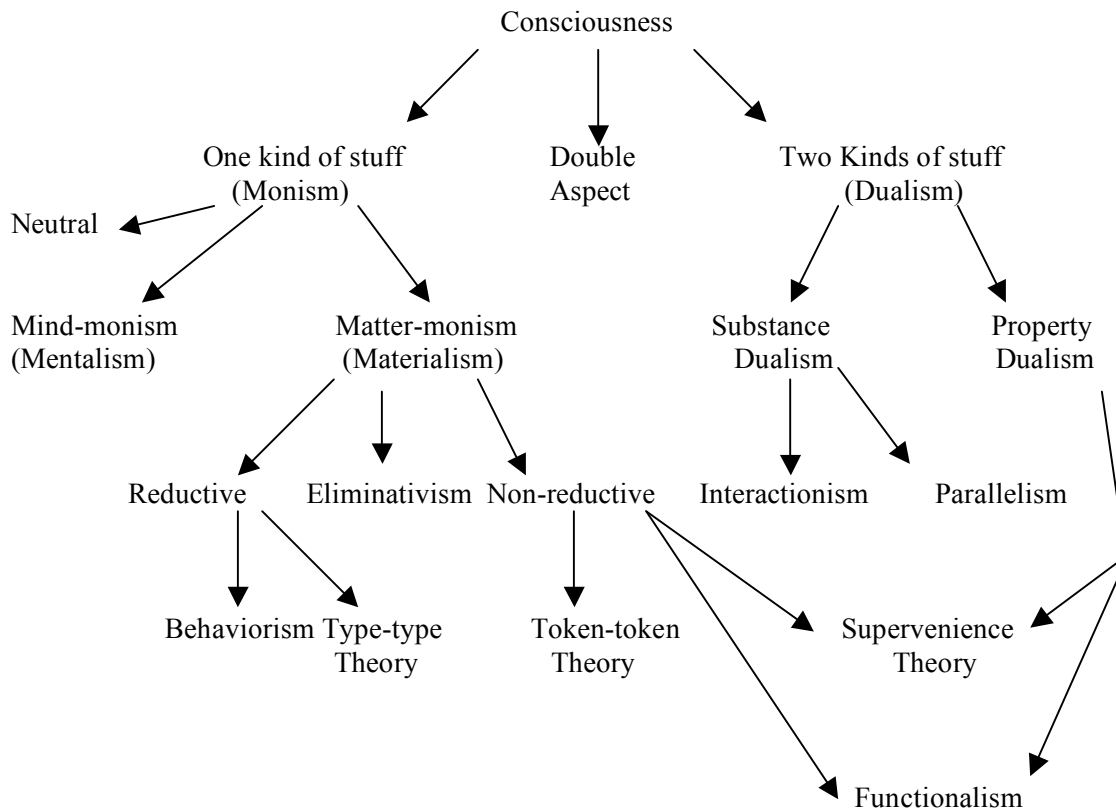 Consciousness
One kind of stuff
(Monism)
Double
Aspect
Two Kinds of stuff
(Dualism)
Neutral
Mind-monism
(Mentalism)
Matter-monism
(Materialism)
Substance
Dualism
Property
Dualism
Reductive
Eliminativism
Non-reductive
Interactionism
Parallelism
Behaviorism
Type-type
Theory
Token-token
Theory
Supervenience
Theory
Functionalism